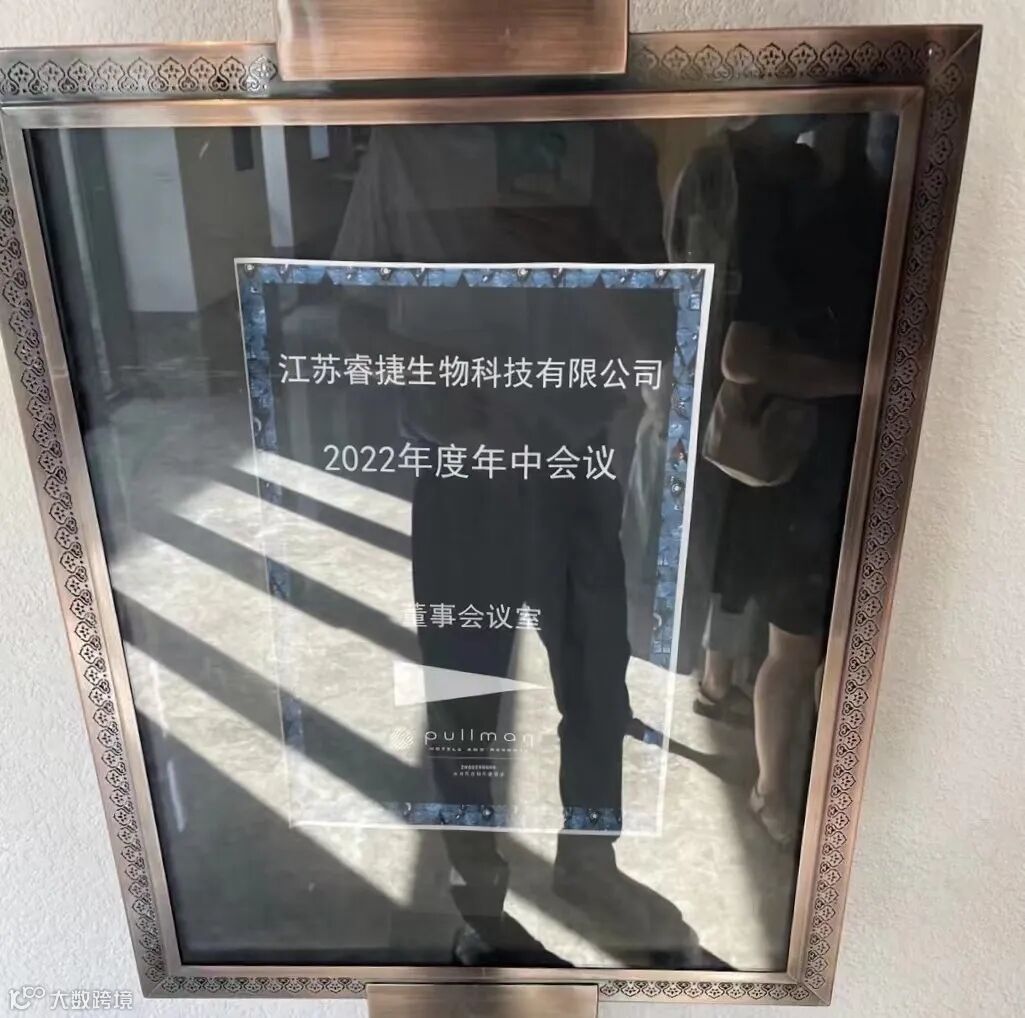 江苏睿捷生物科技有限公司
2022年度年中会议
董事会议室
pullman
HOTELS AND RESORTS
大数跨境